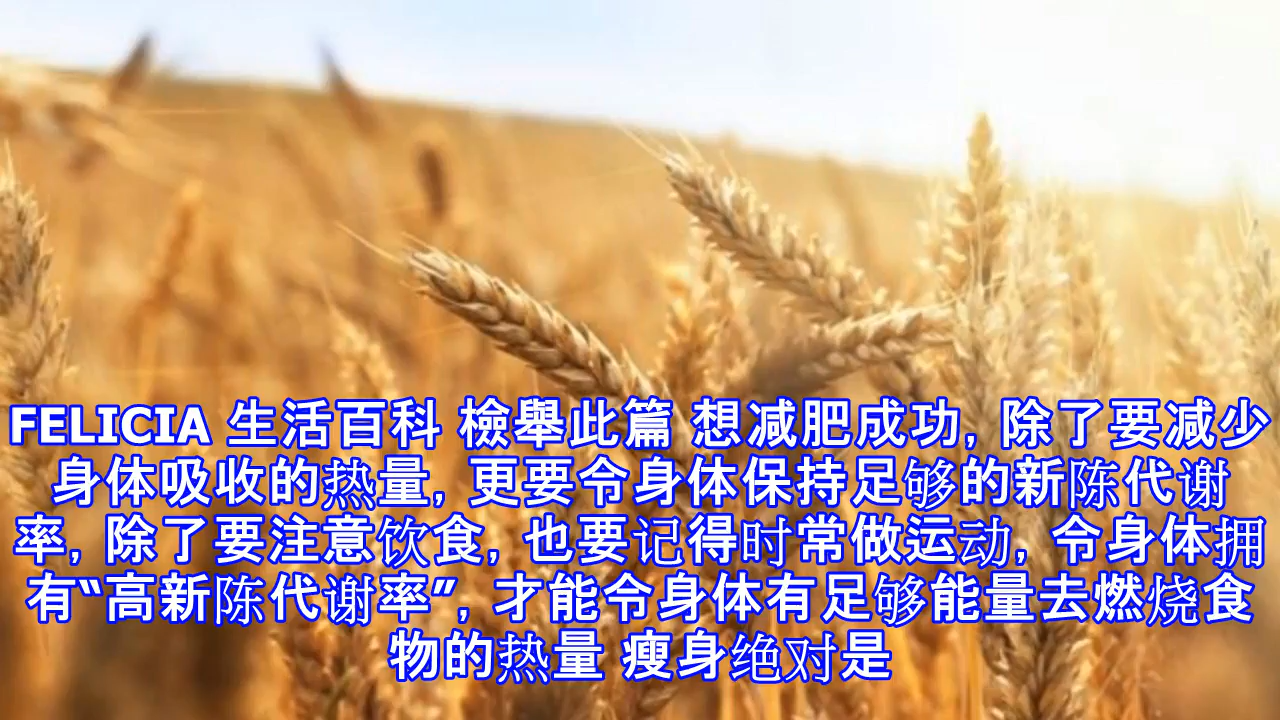 FELICIA 生活百科 檢舉此篇 想减肥成功, 除了要减少
身体吸收的热量, 更要令身体保持足够的新陈代谢
率, 除了要注意饮食, 也要记得时常做运动, 令身体拥
有“高新陈代谢率”, 才能令身体有足够能量去燃烧食
物的热量 瘦身绝对是